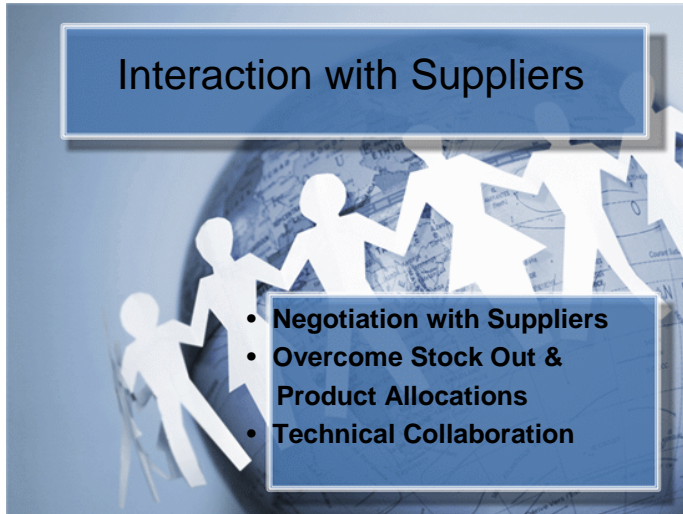 Interaction with Suppliers
• Negotiation with Suppliers
• Overcome Stock Out &
Product Allocations
• Technical Collaboration